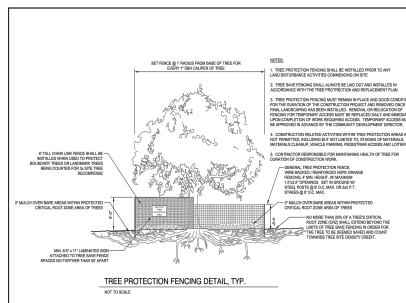 SET FENCE @ 1' RADIUS FROM BASE OF TREE FOR
EVERY 1" DBH CALIPER OF TREE
6' TALL CHAIN LINK FENCE SHALL BE
INSTALLED WHEN USED TO PROTECT
BOUNDARY TREES OR LANDMARK TREES
BEING COUNTED FOR 2x SITE TREE
RECOMPENSE
3" MULCH OVER BARE AREAS WITHIN PROTECTED
CRITICAL ROOT ZONE AREA OF TREES
MIN. 8.5" x 11" LAMINATED SIGN
ATTACHED TO TREE SAVE FENCE
SPACED NO FURTHER THAN 50' APART
NOTES:
1. TREE PROTECTION FENCING SHALL BE INSTALLED PRIOR TO ANY
LAND DISTURBANCE ACTIVITIES COMMENCING ON SITE
2. TREE SAVE FENCING SHALL ALWAYS BE LAID OUT AND INSTALLED IN
ACCORDANCE WITH THE TREE PROTECTION AND REPLACEMENT PLAN
3. TREE PROTECTION FENCING MUST REMAIN IN PLACE AND GOOD CONDITI
FOR THE DURATION OF THE CONSTRUCTION PROJECT AND REMOVED ONCE
FINAL LANDSCAPING HAS BEEN INSTALLED. REMOVAL OR RELOCATION OF
FENCING FOR TEMPORARY ACCESS MUST BE REPLACED DAILY AND IMMEDIA
UPON COMPLETION OF WORK REQUIRING ACCESS. TEMPORARY ACCESS MUS
BE APPROVED IN ADVANCE BY THE COMMUNITY DEVELOPMENT DIRECTOR.
4. CONSTRUCTION RELATED ACTIVITIES WITHIN TREE PROTECTION AREAS A
NOT PERMITTED, INCLUDING BUT NOT LIMITED TO, STAGING OF MATERIALS,
MATERIALS CLEANUP, VEHICLE PARKING, PEDESTRIAN ACCESS AND LOITERI
5. CONTRACTOR RESPONSIBLE FOR MAINTAINING HEALTH OF TREE FOR
DURATION OF CONSTRUCTION WORK
GENERAL TREE PROTECTION FENCE:
WIRE BACKED / REINFORCED HDPE ORANGE
FENCING, 4' MIN. HEIGHT, W/ MAXIMUM
STEEL POSTS @ 8' O.C. MAX. OR 2x2 P.T.
STAKES @ 6' O.C. MAX.
3" MULCH OVER BARE AREAS WITHIN PROTECTED
CRITICAL ROOT ZONE AREA OF TREES
NO MORE THAN 20% OF A TREE'S CRITICAL
ROOT ZONE (CRZ) SHALL EXTEND BEYOND THE
LIMITS OF TREE SAVE FENCING IN ORDER FOR
THE TREE TO BE DEEMED SAVED AND COUNT
TOWARDS TREE SITE DENSITY CREDIT.
TREE PROTECTION FENCING DETAIL, TYP.
NOT TO SCALE